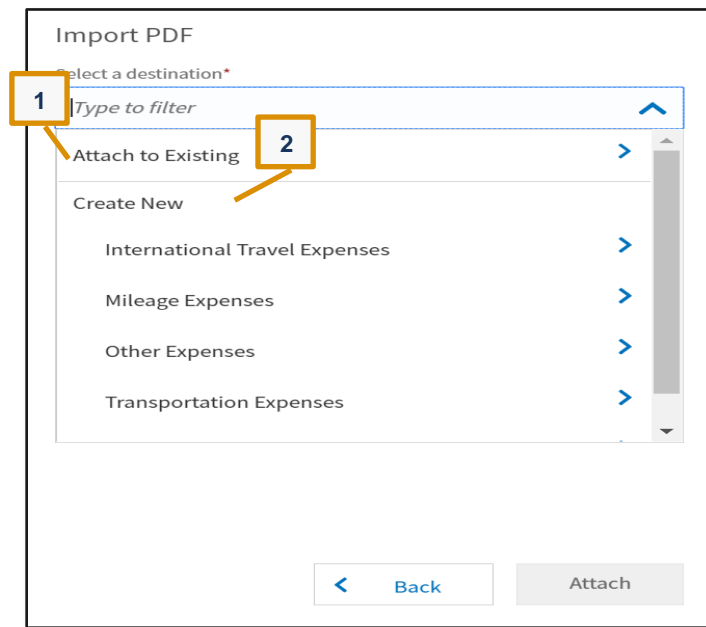 Import PDF
Select a destination*
1
Type to filter
2
Attach to Existing
Create New
International Travel Expenses
Mileage Expenses
Other Expenses
Transportation Expenses
Back
Attach